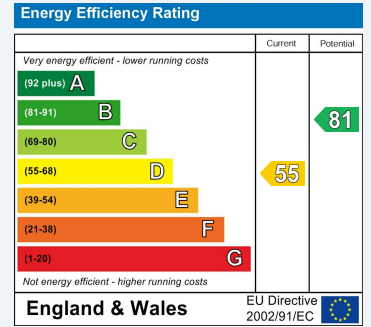 Energy Efficiency Rating
Current Potential
Very energy efficient - lower running costs
(92 plus) A
(81-91) B
81
(69-80) C
(55-68) D
55
(39-54) E
(21-38) F
(1-20) G
Not energy efficient - higher running costs
England & Wales
EU Directive
2002/91/EC